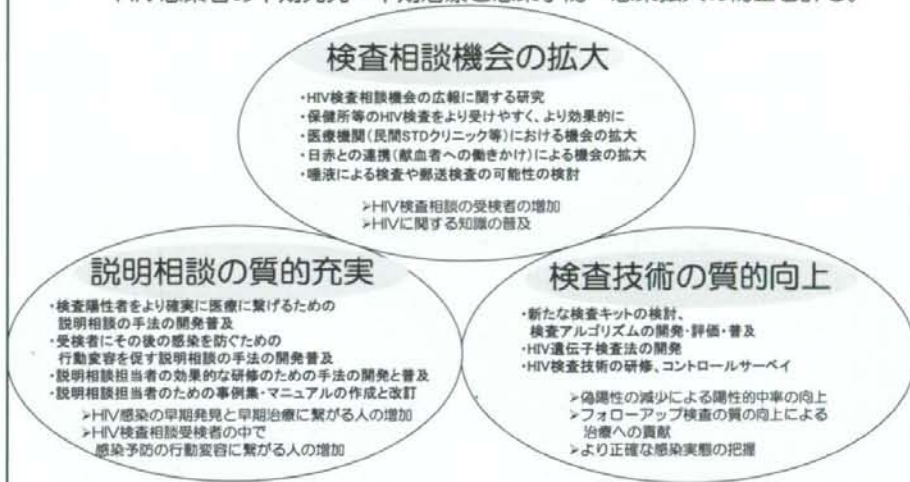 検査相談機会の拡大
・HIV検査相談機会の広報に関する研究
・保健所等のHIV検査をより受けやすく、より効果的に
・医療機関(民間STDクリニック等)における機会の拡大
・日赤との連携(献血者への働きかけ)による機会の拡大
・唾液による検査や郵送検査の可能性の検討
➢HIV検査相談の受検者の増加
➢HIVに関する知識の普及
説明相談の質的充実
・検査陽性者をより確実に医療に繋げるための
説明相談の手法の開発普及
・受検者にその後の感染を防ぐための
行動変容を促す説明相談の手法の開発普及
・説明相談担当者の効果的な研修のための手法の開発と普及
・説明相談担当者のための事例集・マニュアルの作成と改訂
➢HIV感染の早期発見と早期治療に繋がる人の増加
➢HIV検査相談受検者の中で
感染予防の行動変容に繋がる人の増加
検査技術の質的向上
・新たな検査キットの検討、
検査アルゴリズムの開発・評価・普及
・HIV遺伝子検査法の開発
・HIV検査技術の研修、コントロールサーベイ
➢偽陽性の減少による陽性的中率の向上
➢フォローアップ検査の質の向上による
治療への貢献
➢より正確な感染実態の把握